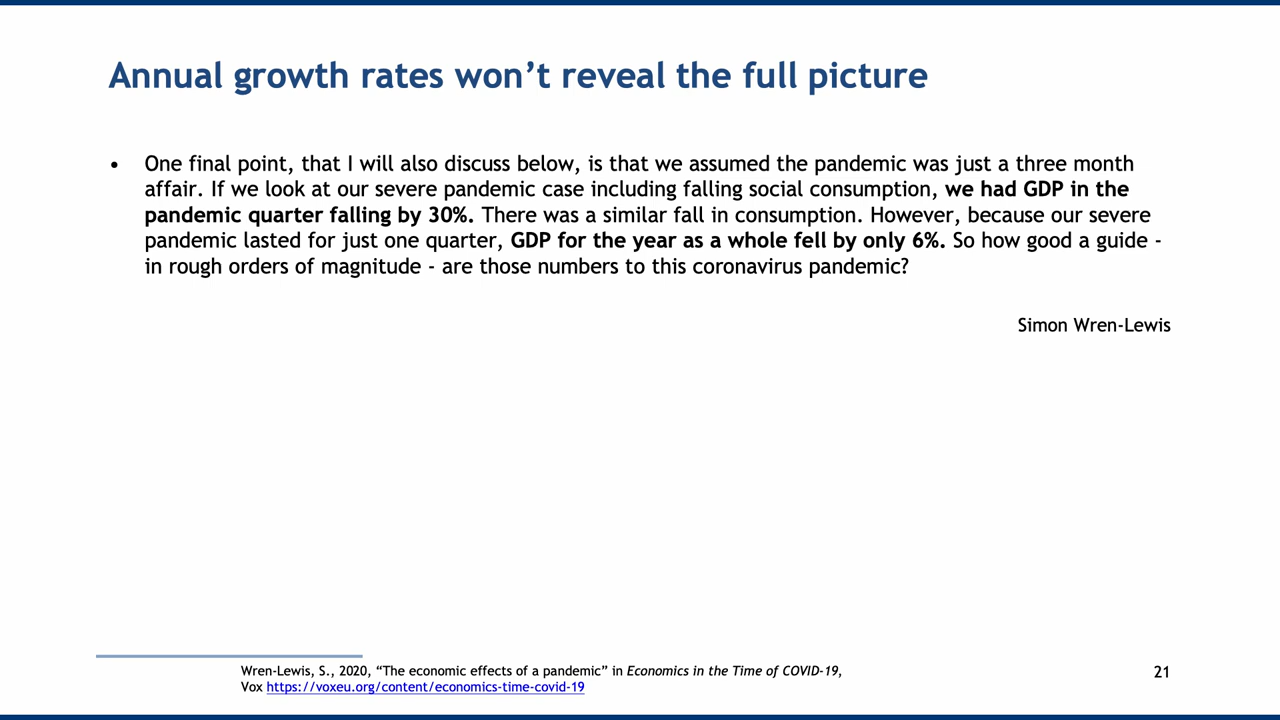 Annual growth rates won’t reveal the full picture
• One final point, that I will also discuss below, is that we assumed the pandemic was just a three month
affair. If we look at our severe pandemic case including falling social consumption, we had GDP in the
pandemic quarter falling by 30%. There was a similar fall in consumption. However, because our severe
pandemic lasted for just one quarter, GDP for the year as a whole fell by only 6%. So how good a guide -
in rough orders of magnitude - are those numbers to this coronavirus pandemic?
Simon Wren-Lewis
Wren-Lewis, S., 2020, “The economic effects of a pandemic” in Economics in the Time of COVID-19,
Vox https://voxeu.org/content/economics-time-covid-19
21